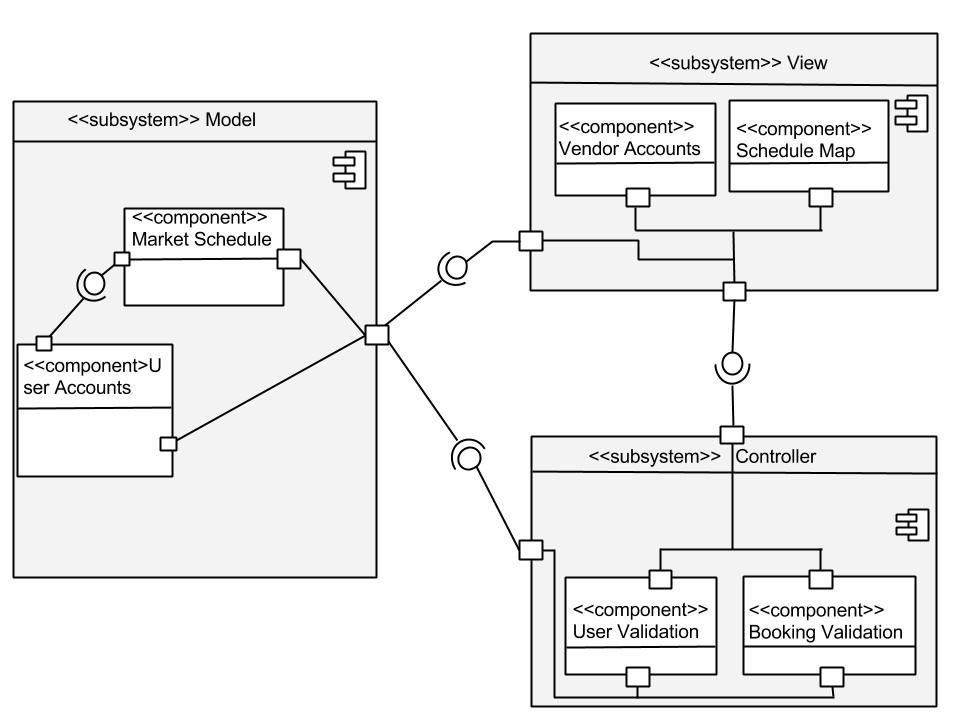 <<subsystem>> View
<<subsystem>> Model
<<component>>
Vendor Accounts
<<component>>
Schedule Map
<<component>>
Market Schedule
<<component>U
ser Accounts
<<subsystem>> Controller
<<component>>
User Validation
<<component>>
Booking Validation